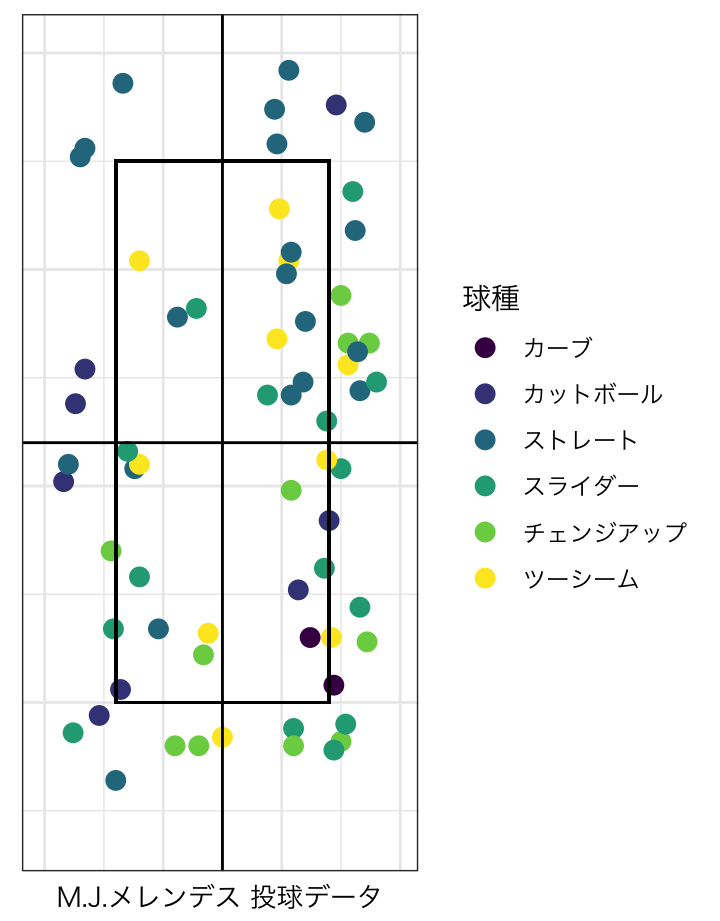 球種
カーブ
カットボール
ストレート
スライダー
チェンジアップ
ツーシーム
M.J.メレンデス 投球データ